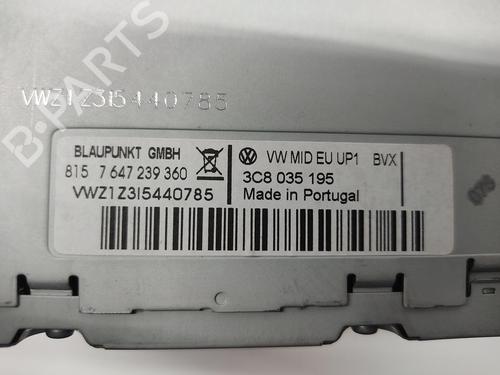 B-PARTS
VWZ1Z3I5440785
BLAUPUNKT GMBH
815 7 647 239 360
VWZ1Z3I5440785
VW MID EU UP1 BVX
3C8 035 195
Made in Portugal